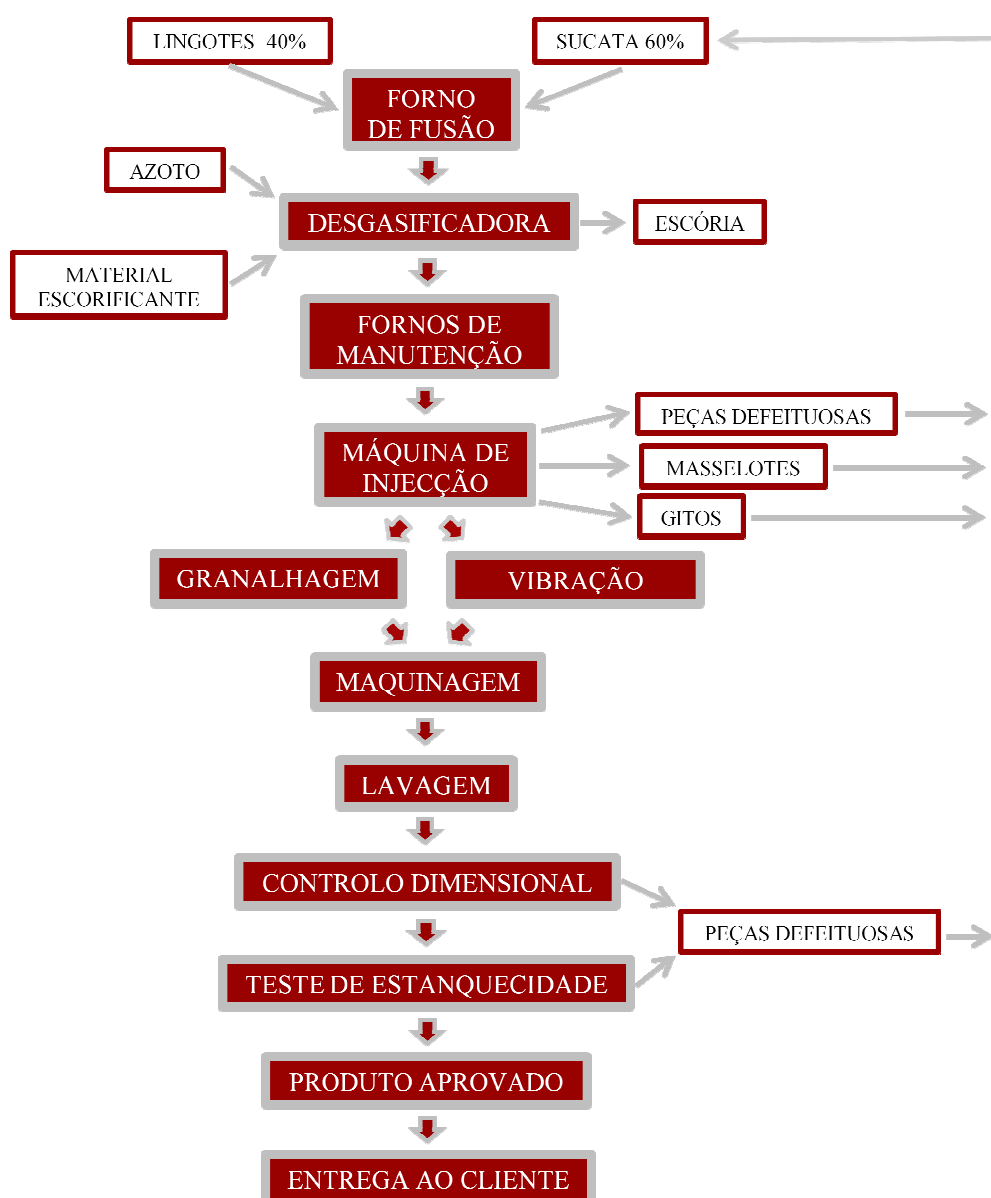 LINGOTES 40%
SUCATA 60%
FORNO
DE FUSÃO
AZOTO
DESGASIFICADORA
ESCÓRIA
MATERIAL
ESCORIFICANTE
FORNOS DE
MANUTENÇÃO
PEÇAS DEFEITUOSAS
MÁQUINA DE
INJECÇÃO
MASSELOTES
GITOS
GRANALHAGEM
VIBRAÇÃO
MAQUINAGEM
LAVAGEM
CONTROLO DIMENSIONAL
PEÇAS DEFEITUOSAS
TESTE DE ESTANQUECIDADE
PRODUTO APROVADO
ENTREGA AO CLIENTE